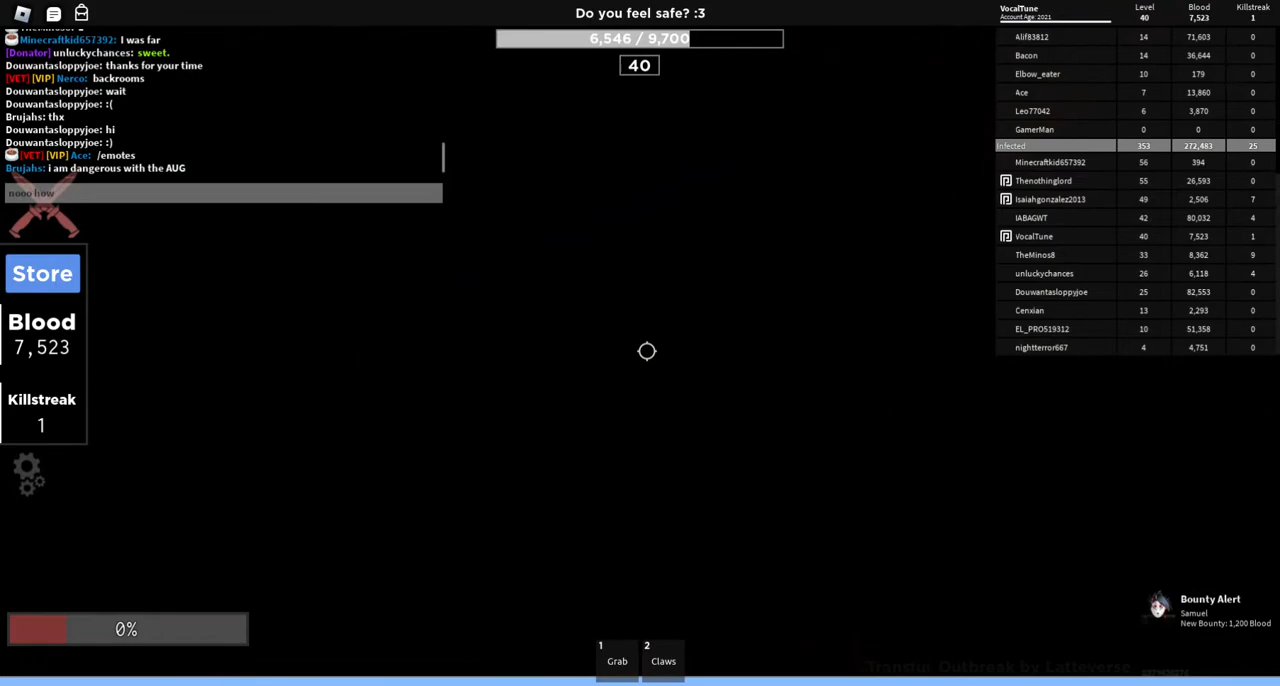 Do you feel safe? :3
6,546 / 9,700
40
Minecraftkid657392: I was far
[Donator] unluckychances: sweet.
Douwantasloppyjoe: thanks for your time
[VET] [VIP] Nerco: backrooms
Douwantasloppyjoe: wait
Douwantasloppyjoe: :(
Brujahs: thx
Douwantasloppyjoe: hi
Douwantasloppyjoe: :)
[VET] [VIP] Ace: /emotes
Brujahs: i am dangerous with the AUG
nooo how
Store
Blood
7,523
Killstreak
1
0%
1
Grab
2
Claws
VocalTune Level Blood Killstreak
Account Age: 2021 40 7,523 1
Alif83812 14 71,603 0
Bacon 14 36,644 0
Elbow_eater 10 179 0
Ace 7 13,860 0
Leo77042 6 3,870 0
GamerMan 0 0 0
Infected 353 272,483 25
Minecraftkid657392 56 394 0
Thenothinglord 55 26,593 0
Isaiahgonzalez2013 49 2,506 7
IABAGWT 42 80,032 4
VocalTune 40 7,523 1
TheMinos8 33 8,362 9
unluckychances 26 6,118 4
Douwantasloppyjoe 25 82,553 0
Cenxian 13 2,293 0
EL_PRO519312 10 51,358 0
nightterror667 4 4,751 0
Bounty Alert
Samuel
New Bounty: 1,200 Blood
Transfur Outbreak by Latteverse